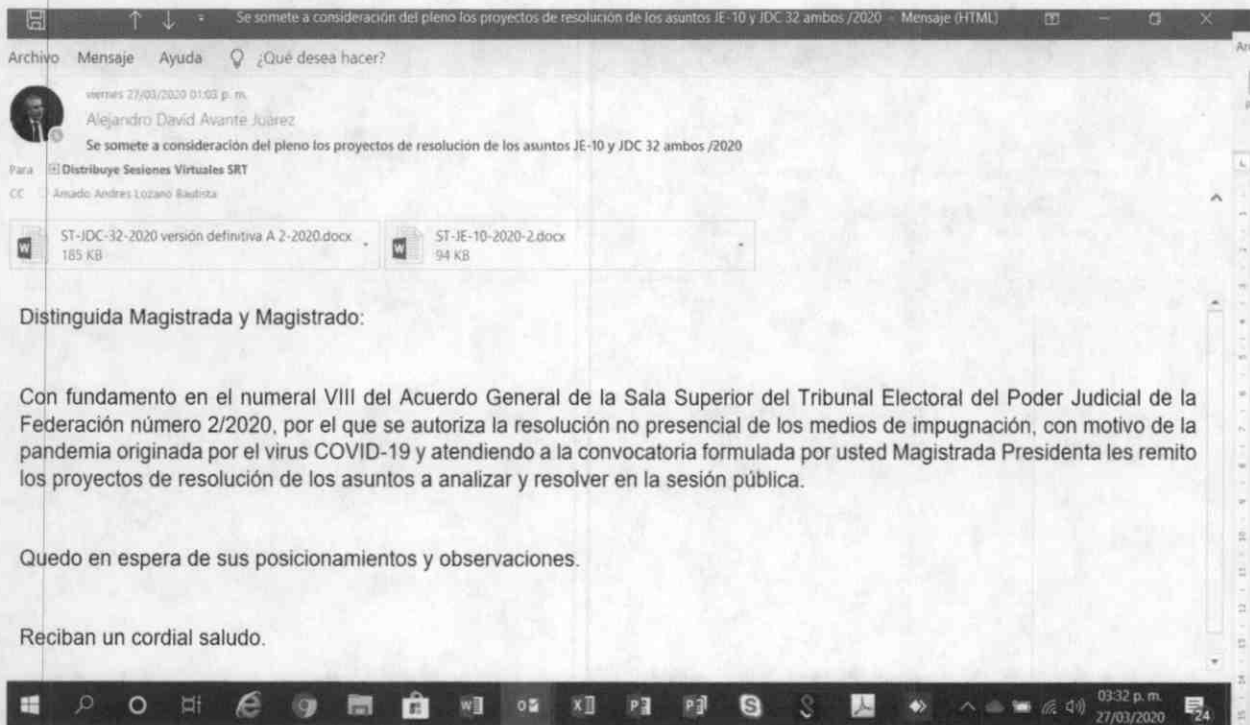 Se somete a consideración del pleno los proyectos de resolución de los asuntos JE-10 y JDC 32 ambos /2020 - Mensaje (HTML)
Archivo Mensaje Ayuda ¿Qué desea hacer?
viernes 27/03/2020 01:03 p. m.
Alejandro David Avante Juárez
Se somete a consideración del pleno los proyectos de resolución de los asuntos JE-10 y JDC 32 ambos /2020
Para Distribuye Sesiones Virtuales SRT
CC Amado Andres Lozano Bautista
ST-JDC-32-2020 versión definitiva A 2-2020.docx
185 KB
ST-JE-10-2020-2.docx
94 KB
Distinguida Magistrada y Magistrado:
Con fundamento en el numeral VIII del Acuerdo General de la Sala Superior del Tribunal Electoral del Poder Judicial de la
Federación número 2/2020, por el que se autoriza la resolución no presencial de los medios de impugnación, con motivo de la
pandemia originada por el virus COVID-19 y atendiendo a la convocatoria formulada por usted Magistrada Presidenta les remito
los proyectos de resolución de los asuntos a analizar y resolver en la sesión pública.
Quedo en espera de sus posicionamientos y observaciones.
Reciban un cordial saludo.
03:32 p. m.
27/03/2020
24